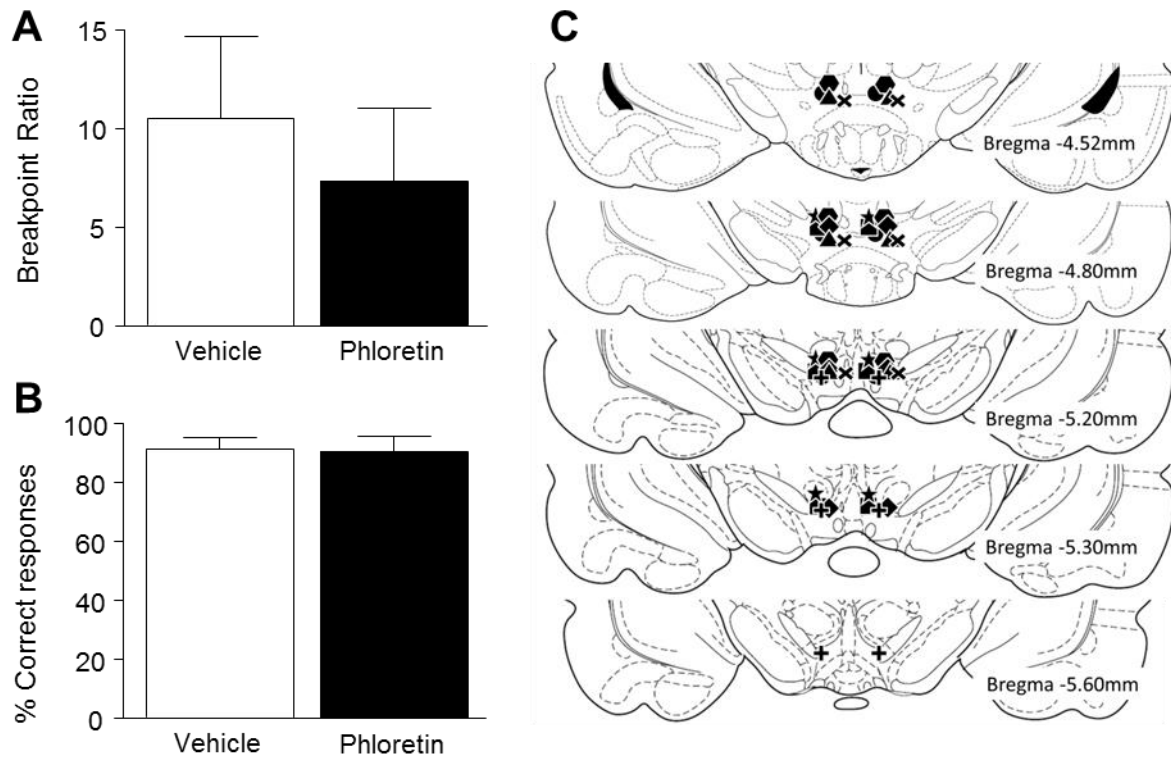 A
Breakpoint Ratio
15
10
5
0
Vehicle
Phloretin
B
% Correct responses
100
80
60
40
20
0
Vehicle
Phloretin
C
Bregma -4.52mm
Bregma -4.80mm
Bregma -5.20mm
Bregma -5.30mm
Bregma -5.60mm